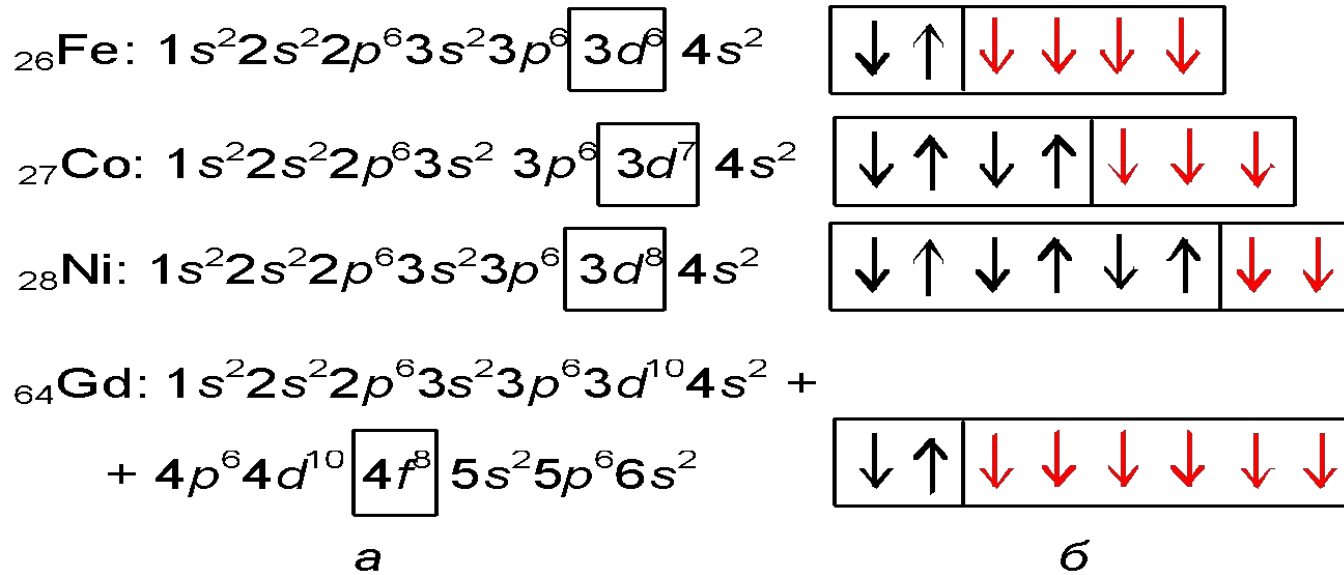 ₂₆Fe: 1s²2s²2p⁶3s²3p⁶ 3d⁶ 4s² ↓ ↑ ↓ ↓ ↓ ↓
₂₇Co: 1s²2s²2p⁶3s² 3p⁶ 3d⁷ 4s² ↓ ↑ ↓ ↑ ↓ ↓ ↓
₂₈Ni: 1s²2s²2p⁶3s²3p⁶ 3d⁸ 4s² ↓ ↑ ↓ ↑ ↓ ↑ ↓ ↓
₆₄Gd: 1s²2s²2p⁶3s²3p⁶3d¹⁰4s² +
+ 4p⁶4d¹⁰ 4f⁸ 5s²5p⁶6s² ↓ ↑ ↓ ↓ ↓ ↓ ↓ ↓
а б